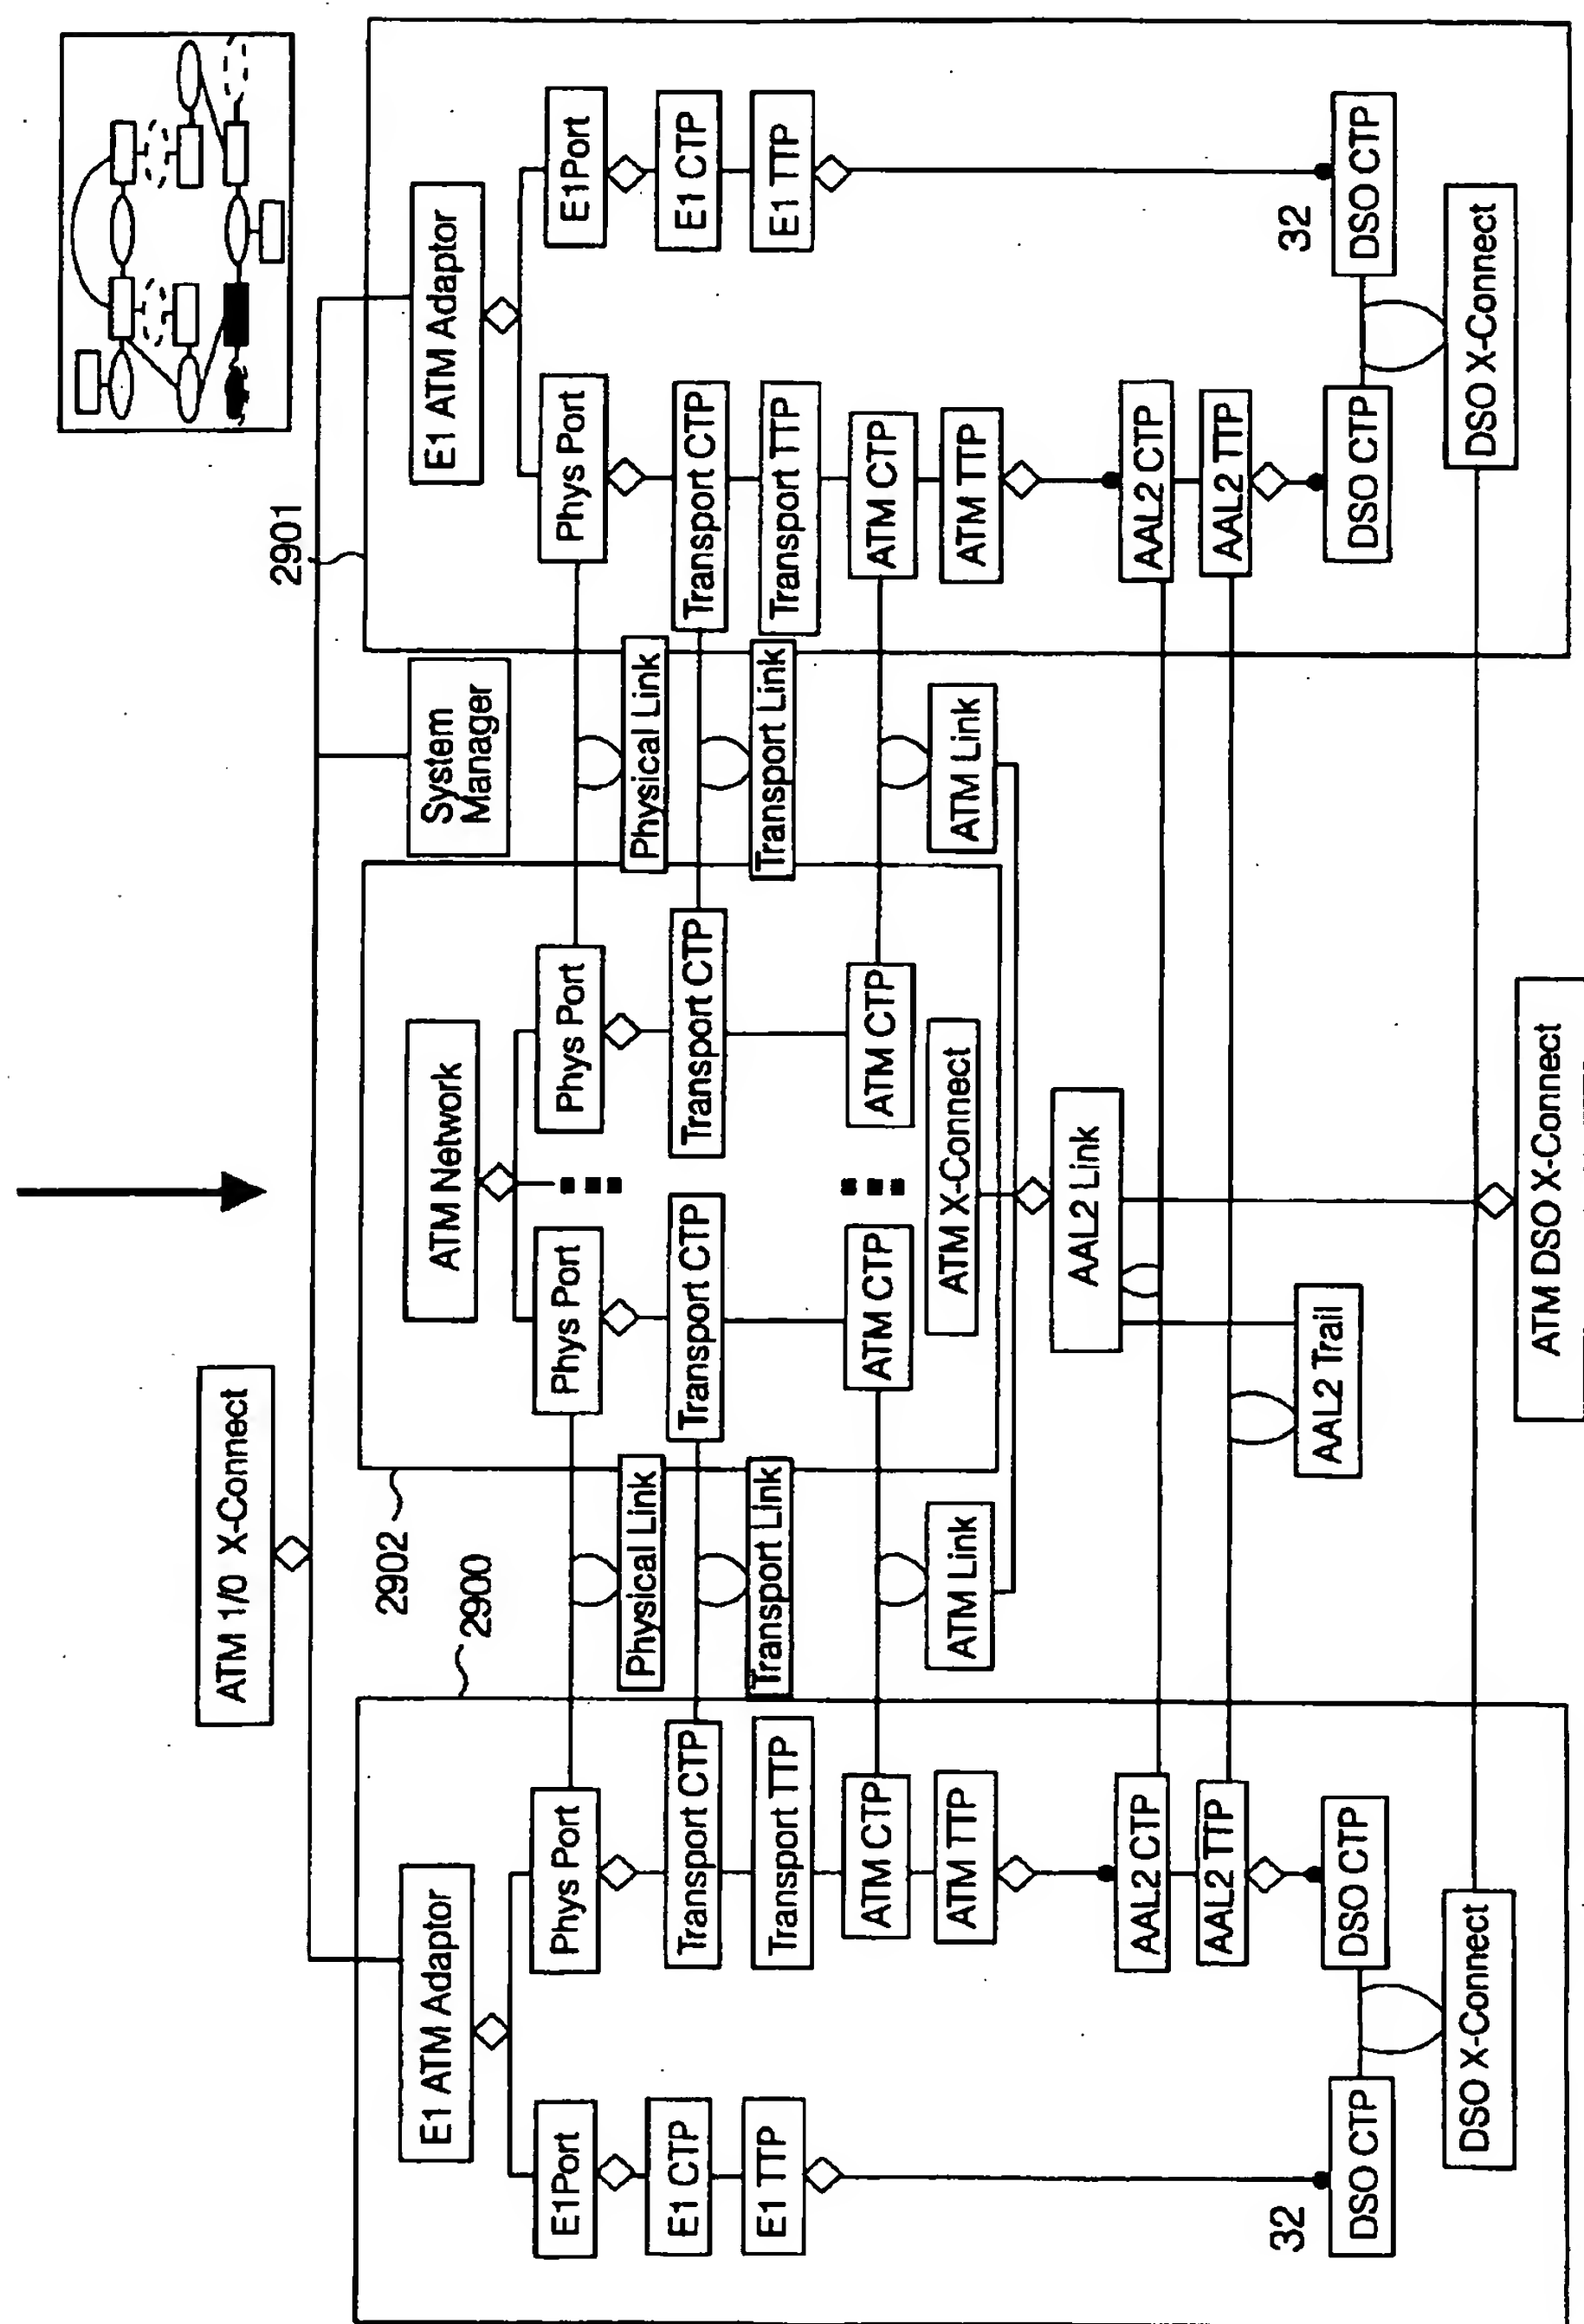 ATM 1/0 X-Connect
2900
2902
2901
E1 ATM Adaptor
ATM Network
System
Manager
E1 ATM Adaptor
E1Port
Phys Port
Phys Port
Phys Port
Phys Port
E1Port
Physical Link
Physical Link
E1 CTP
Transport CTP
Transport CTP
Transport CTP
Transport CTP
E1 CTP
E1 TTP
Transport TTP
Transport Link
Transport Link
Transport TTP
E1 TTP
ATM CTP
ATM CTP
ATM CTP
ATM CTP
ATM TTP
ATM Link
ATM X-Connect
ATM Link
ATM TTP
AAL2 Link
AAL2 CTP
AAL2 CTP
AAL2 TTP
AAL2 TTP
32
32
AAL2 Trail
DSO CTP
DSO CTP
DSO CTP
DSO CTP
DSO X-Connect
DSO X-Connect
ATM DSO X-Connect